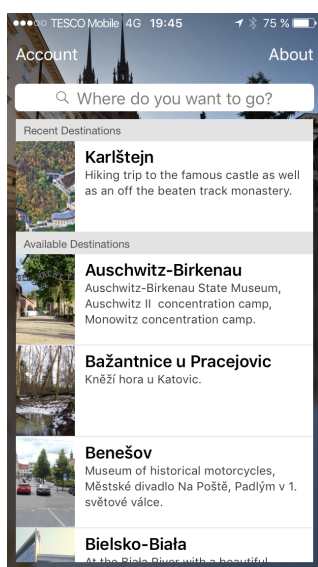 TESCO Mobile 4G 19:45 75 %
Account About
Where do you want to go?
Recent Destinations
Karlštejn
Hiking trip to the famous castle as well
as an off the beaten track monastery.
Available Destinations
Auschwitz-Birkenau
Auschwitz-Birkenau State Museum,
Auschwitz II concentration camp,
Monowitz concentration camp.
Bažantnice u Pracejovic
Kněží hora u Katovic.
Benešov
Museum of historical motorcycles,
Městské divadlo Na Poště, Padlým v 1.
světové válce.
Bielsko-Biała
At the Biała River with a beautiful